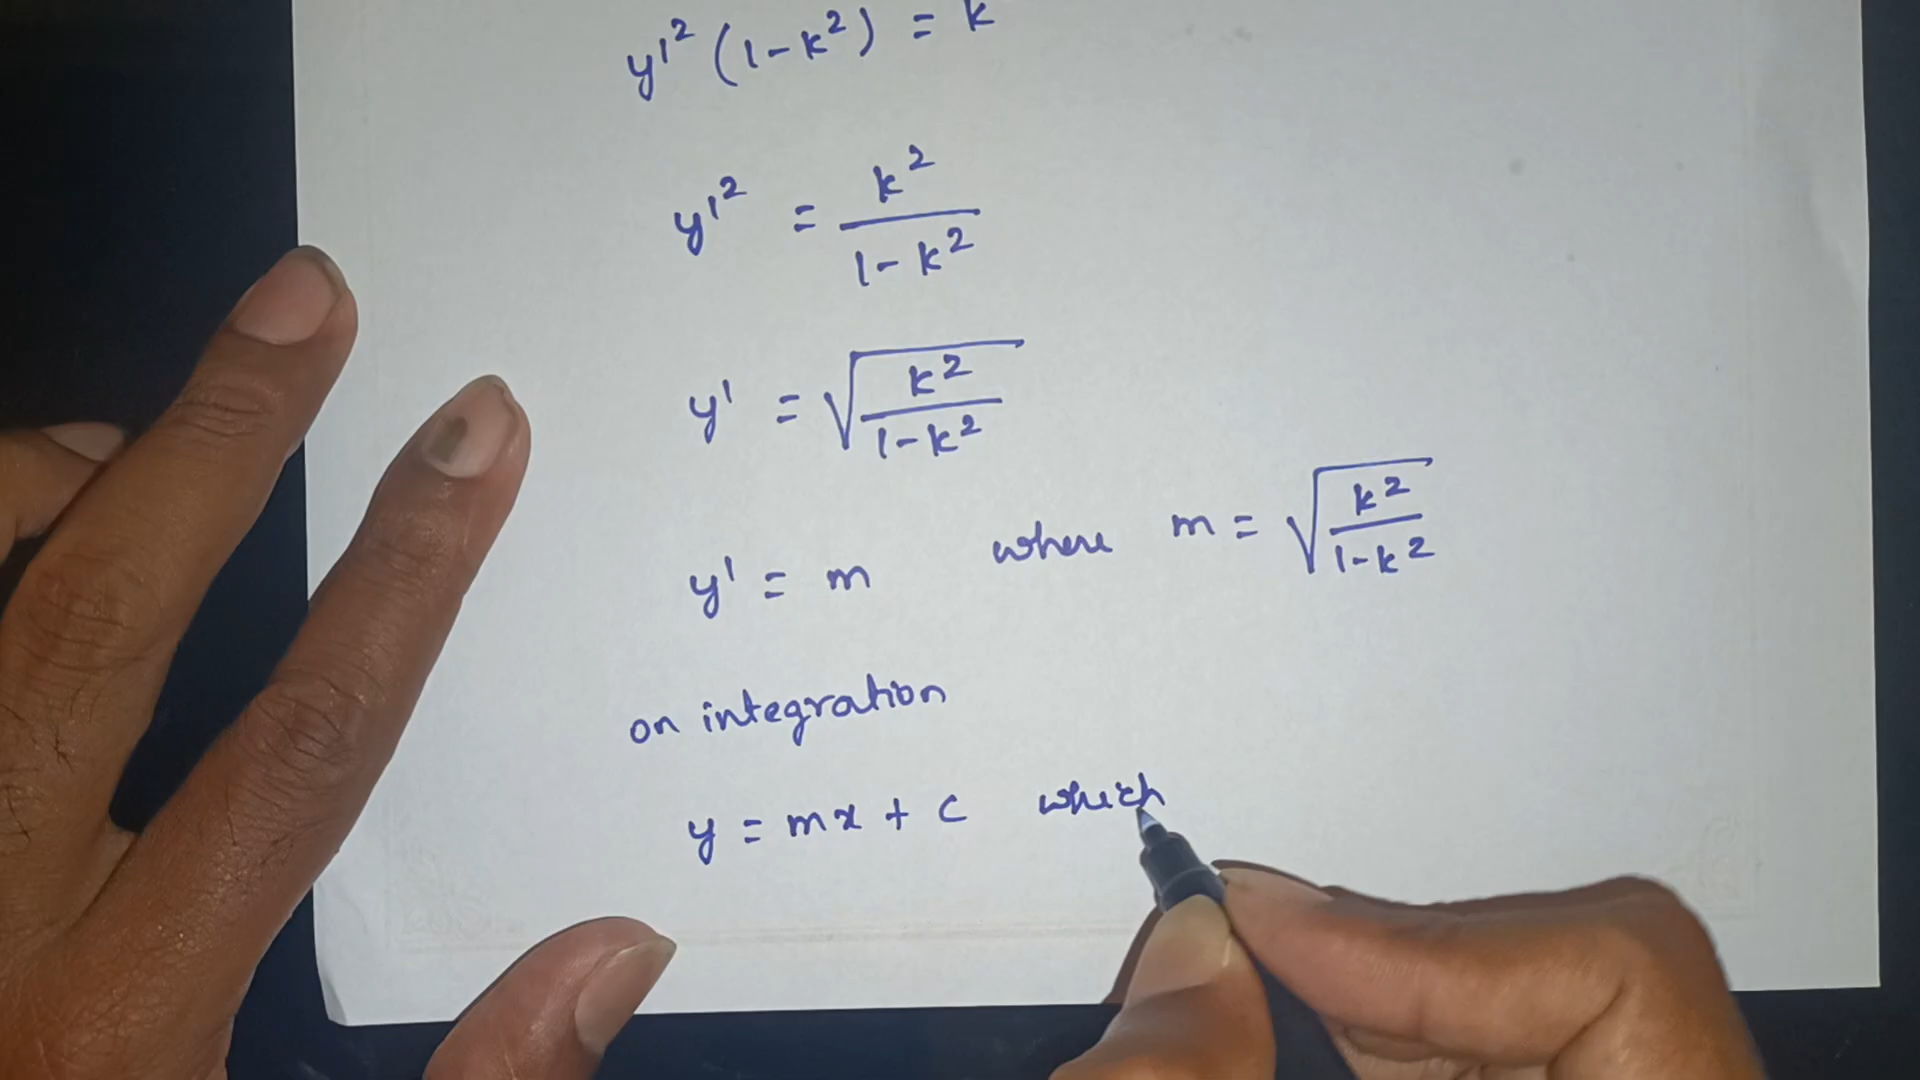 y'² (1-k²) = k
y'² = k² / 1-k²
y' = √(k² / 1-k²)
y' = m where m = √(k² / 1-k²)
on integration
y = mx + c which